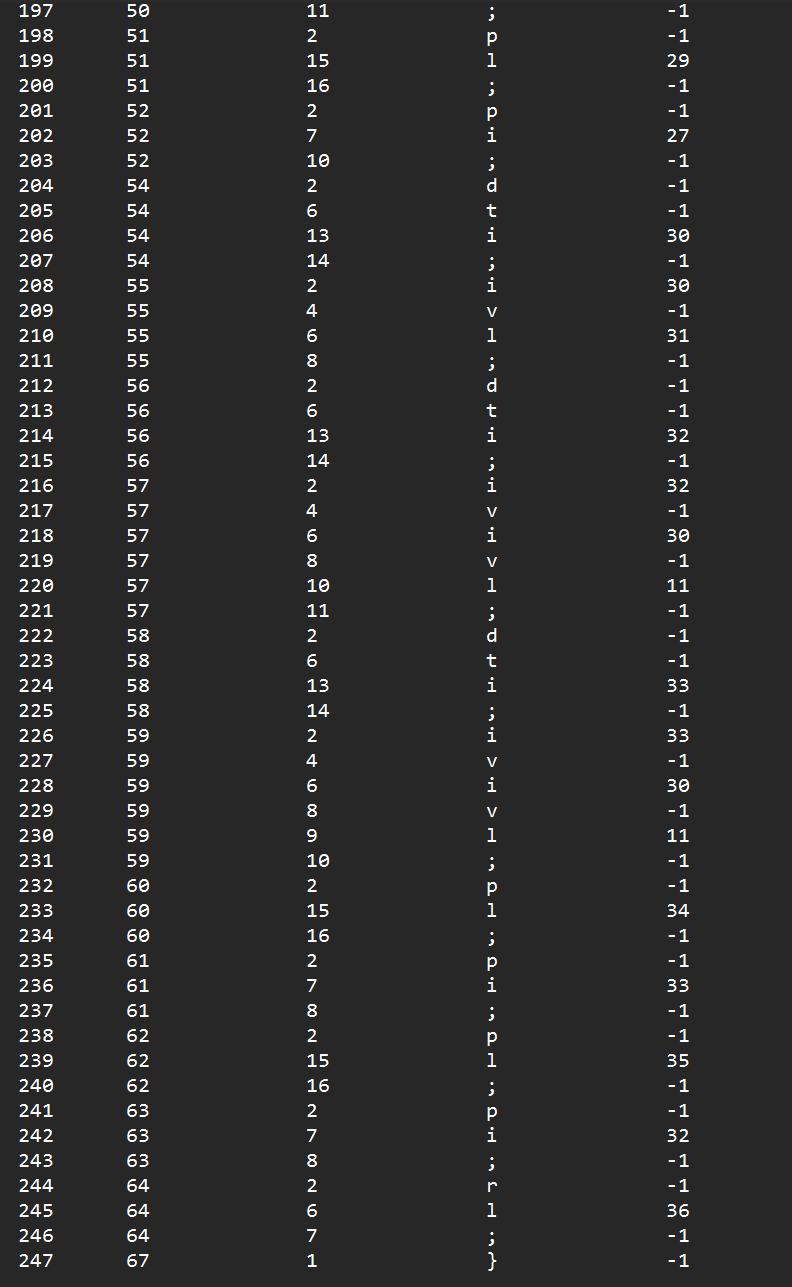 197 50 11 ; -1
198 51 2 p -1
199 51 15 l 29
200 51 16 ; -1
201 52 2 p -1
202 52 7 i 27
203 52 10 ; -1
204 54 2 d -1
205 54 6 t -1
206 54 13 i 30
207 54 14 ; -1
208 55 2 i 30
209 55 4 v -1
210 55 6 l 31
211 55 8 ; -1
212 56 2 d -1
213 56 6 t -1
214 56 13 i 32
215 56 14 ; -1
216 57 2 i 32
217 57 4 v -1
218 57 6 i 30
219 57 8 v -1
220 57 10 l 11
221 57 11 ; -1
222 58 2 d -1
223 58 6 t -1
224 58 13 i 33
225 58 14 ; -1
226 59 2 i 33
227 59 4 v -1
228 59 6 i 30
229 59 8 v -1
230 59 9 l 11
231 59 10 ; -1
232 60 2 p -1
233 60 15 l 34
234 60 16 ; -1
235 61 2 p -1
236 61 7 i 33
237 61 8 ; -1
238 62 2 p -1
239 62 15 l 35
240 62 16 ; -1
241 63 2 p -1
242 63 7 i 32
243 63 8 ; -1
244 64 2 r -1
245 64 6 l 36
246 64 7 ; -1
247 67 1 } -1